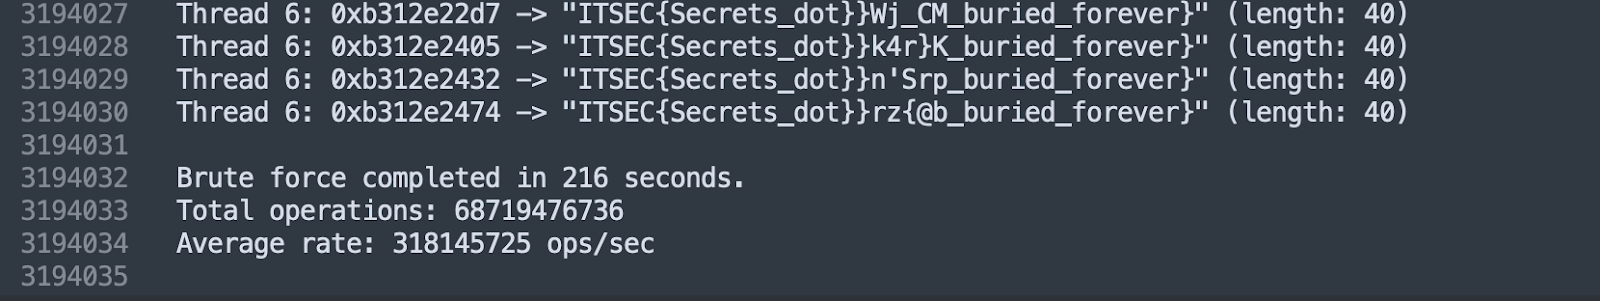 3194027 Thread 6: 0xb312e22d7 –> "ITSEC{Secrets_dot}}Wj_CM_buried_forever}" (length: 40)
3194028 Thread 6: 0xb312e2405 –> "ITSEC{Secrets_dot}}k4r}K_buried_forever}" (length: 40)
3194029 Thread 6: 0xb312e2432 –> "ITSEC{Secrets_dot}}n'Srp_buried_forever}" (length: 40)
3194030 Thread 6: 0xb312e2474 –> "ITSEC{Secrets_dot}}rz{@b_buried_forever}" (length: 40)
3194031
3194032 Brute force completed in 216 seconds.
3194033 Total operations: 68719476736
3194034 Average rate: 318145725 ops/sec
3194035